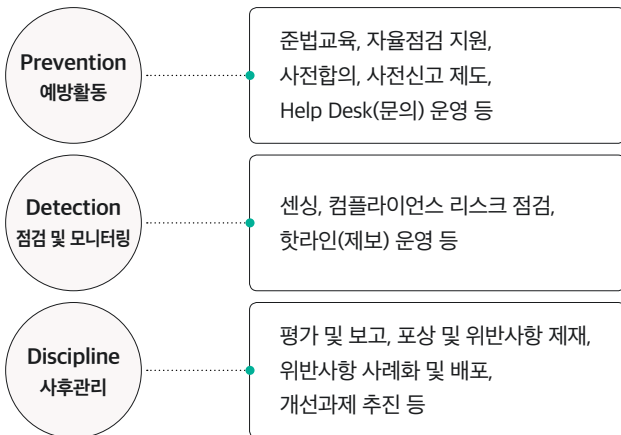 Prevention
예방활동
준법교육, 자율점검 지원,
사전합의, 사전신고 제도,
Help Desk(문의) 운영 등
Detection
점검 및 모니터링
센싱, 컴플라이언스 리스크 점검,
핫라인(제보) 운영 등
Discipline
사후관리
평가 및 보고, 포상 및 위반사항 제재,
위반사항 사례화 및 배포,
개선과제 추진 등